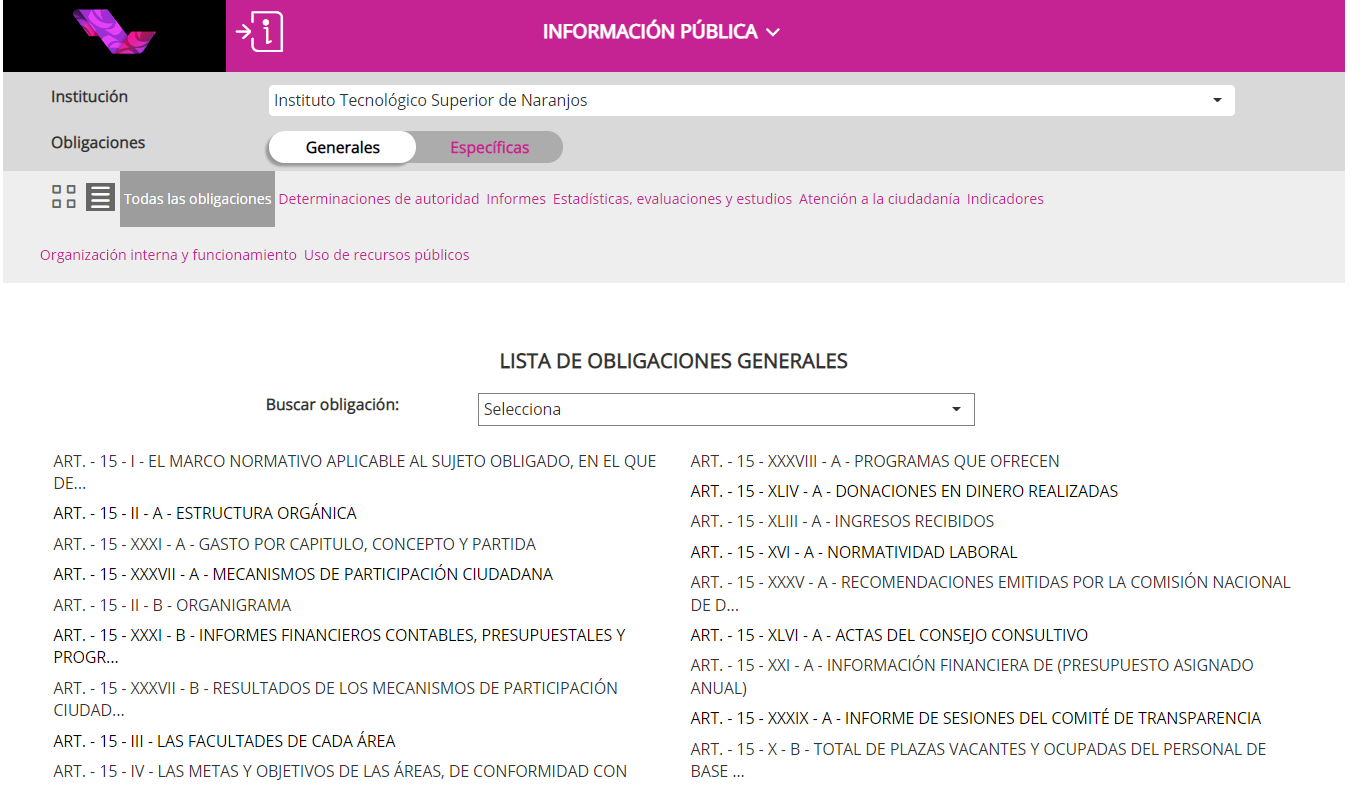 INFORMACIÓN PÚBLICA
Institución
Instituto Tecnológico Superior de Naranjos
Obligaciones
Generales
Específicas
Todas las obligaciones Determinaciones de autoridad Informes Estadísticas, evaluaciones y estudios Atención a la ciudadanía Indicadores
Organización interna y funcionamiento Uso de recursos públicos
LISTA DE OBLIGACIONES GENERALES
Buscar obligación:
Selecciona
ART. - 15 - I - EL MARCO NORMATIVO APLICABLE AL SUJETO OBLIGADO, EN EL QUE
DE...
ART. - 15 - II - A - ESTRUCTURA ORGÁNICA
ART. - 15 - XXXI - A - GASTO POR CAPITULO, CONCEPTO Y PARTIDA
ART. - 15 - XXXVII - A - MECANISMOS DE PARTICIPACIÓN CIUDADANA
ART. - 15 - II - B - ORGANIGRAMA
ART. - 15 - XXXI - B - INFORMES FINANCIEROS CONTABLES, PRESUPUESTALES Y
PROGR...
ART. - 15 - XXXVII - B - RESULTADOS DE LOS MECANISMOS DE PARTICIPACIÓN
CIUDAD...
ART. - 15 - III - LAS FACULTADES DE CADA ÁREA
ART. - 15 - IV - LAS METAS Y OBJETIVOS DE LAS ÁREAS, DE CONFORMIDAD CON
ART. - 15 - XXXVIII - A - PROGRAMAS QUE OFRECEN
ART. - 15 - XLIV - A - DONACIONES EN DINERO REALIZADAS
ART. - 15 - XLIII - A - INGRESOS RECIBIDOS
ART. - 15 - XVI - A - NORMATIVIDAD LABORAL
ART. - 15 - XXXV - A - RECOMENDACIONES EMITIDAS POR LA COMISIÓN NACIONAL
DE D...
ART. - 15 - XLVI - A - ACTAS DEL CONSEJO CONSULTIVO
ART. - 15 - XXI - A - INFORMACIÓN FINANCIERA DE (PRESUPUESTO ASIGNADO
ANUAL)
ART. - 15 - XXXIX - A - INFORME DE SESIONES DEL COMITÉ DE TRANSPARENCIA
ART. - 15 - X - B - TOTAL DE PLAZAS VACANTES Y OCUPADAS DEL PERSONAL DE
BASE ...